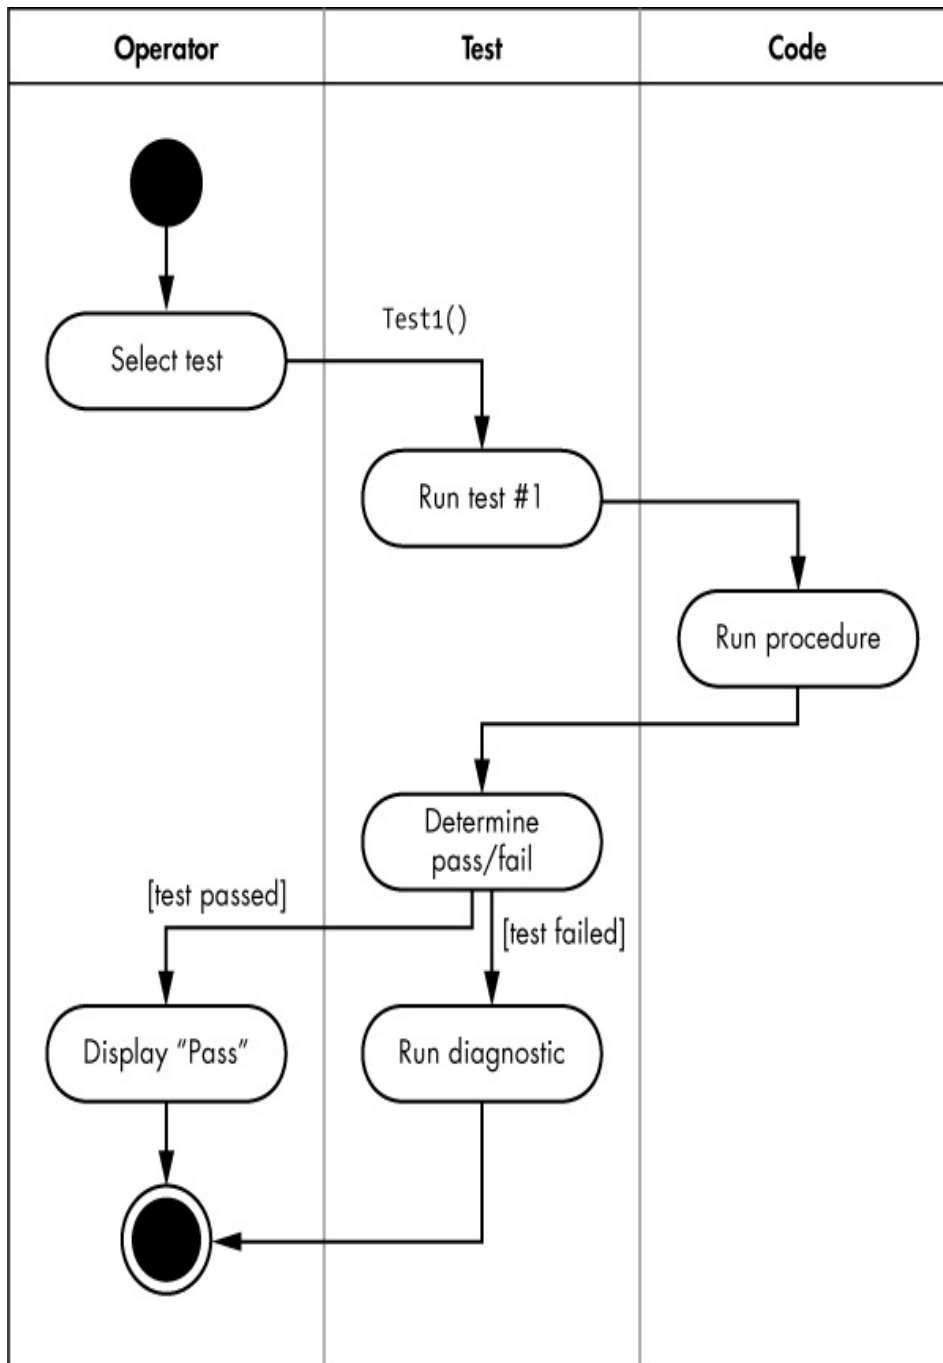 Operator
Test
Code
Test1()
Select test
Run test #1
Run procedure
Determine
pass/fail
[test passed]
[test failed]
Display "Pass"
Run diagnostic